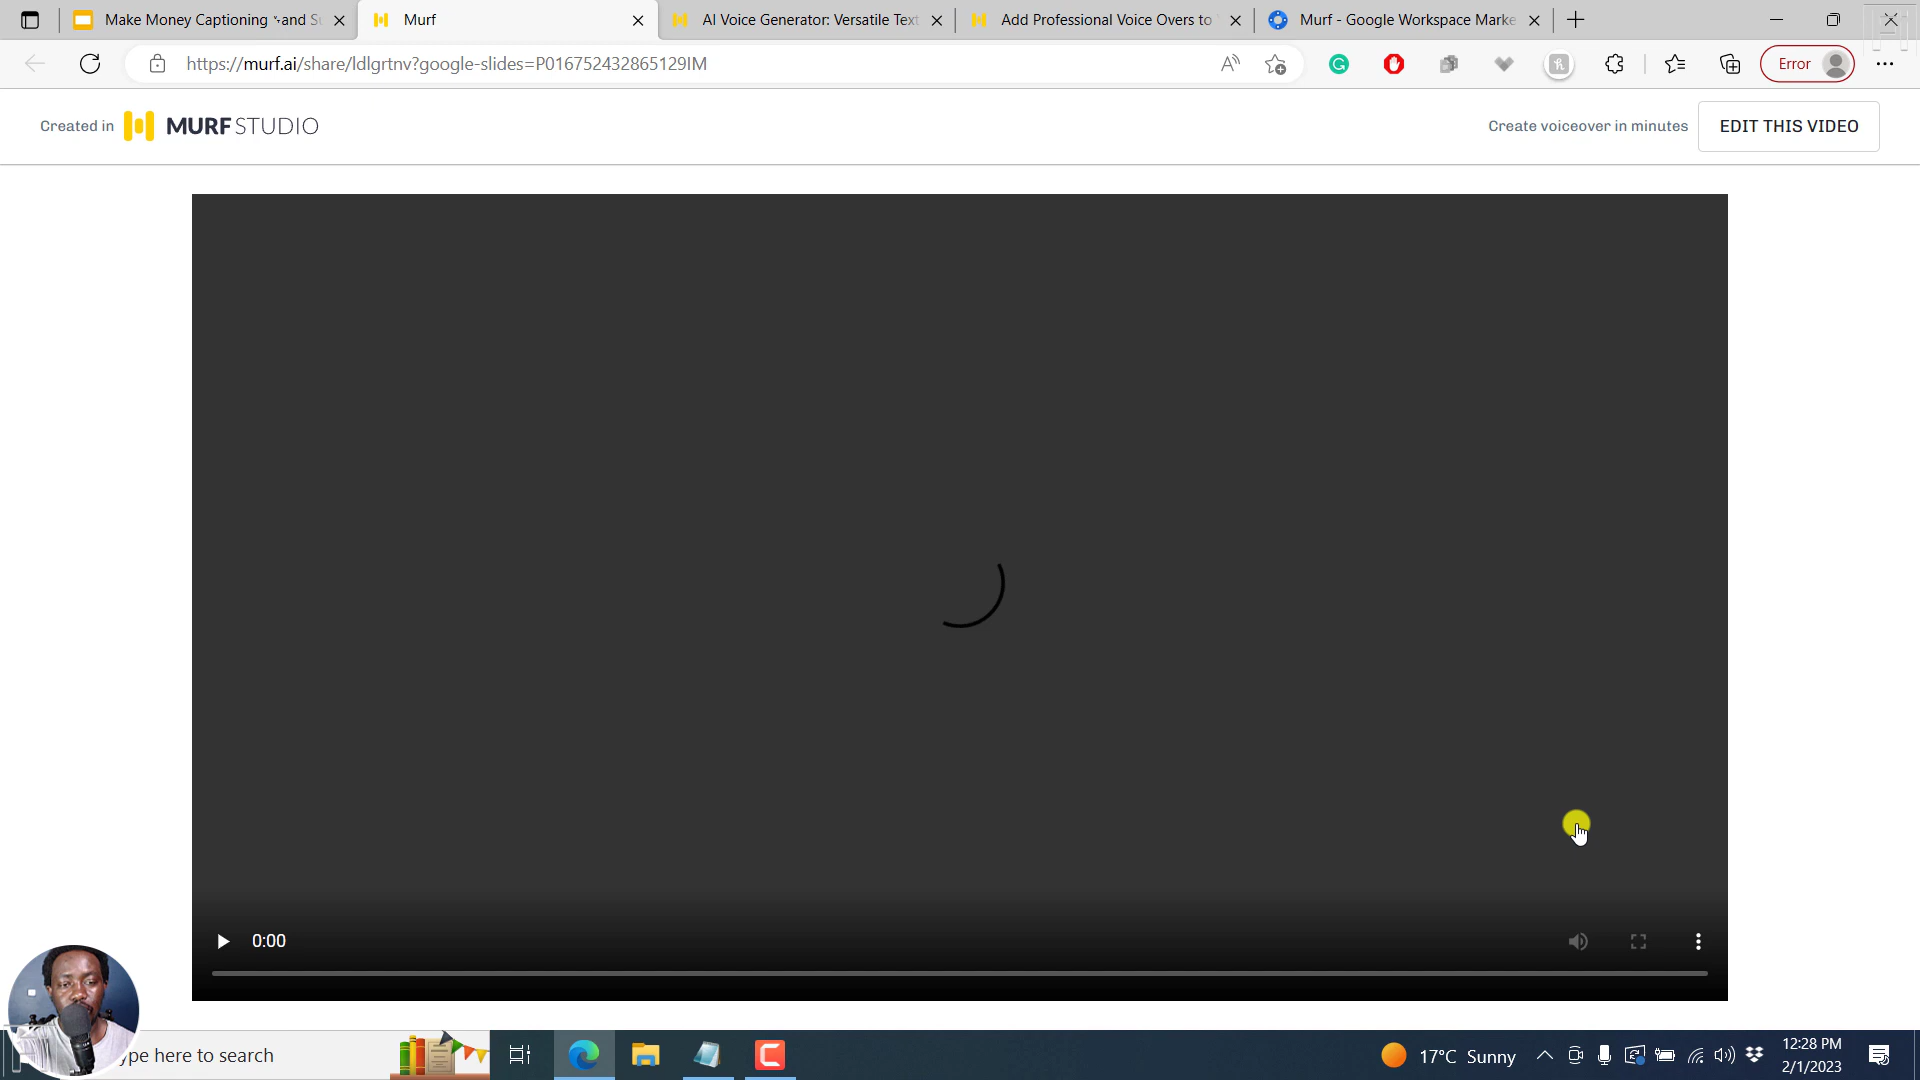 Make Money Captioning
and S
Murf
AI Voice Generator: Versatile Text
Add Professional Voice Overs to
Murf - Google Workspace Marke
https://murf.ai/share/ldlgrtnv?google-slides=P016752432865129IM
Error
Created in MURF STUDIO
Create voiceover in minutes
EDIT THIS VIDEO
0:00
ype here to search
17°C Sunny
12:28 PM
2/1/2023